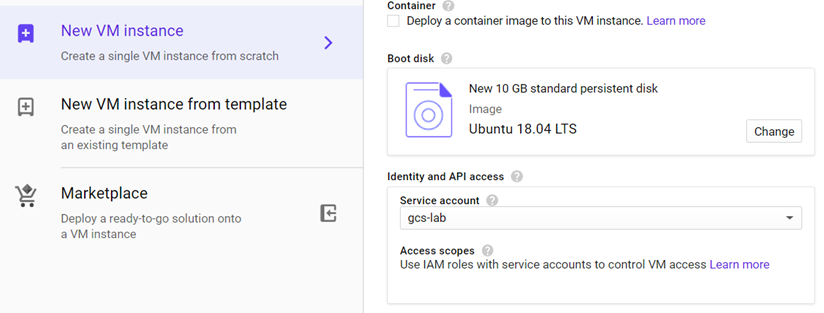 New VM instance
Create a single VM instance from scratch
New VM instance from template
Create a single VM instance from
an existing template
Marketplace
Deploy a ready-to-go solution onto
a VM instance
Container ?
Deploy a container image to this VM instance. Learn more
Boot disk ?
New 10 GB standard persistent disk
Image
Ubuntu 18.04 LTS
Change
Identity and API access ?
Service account ?
gcs-lab
Access scopes ?
Use IAM roles with service accounts to control VM access Learn more